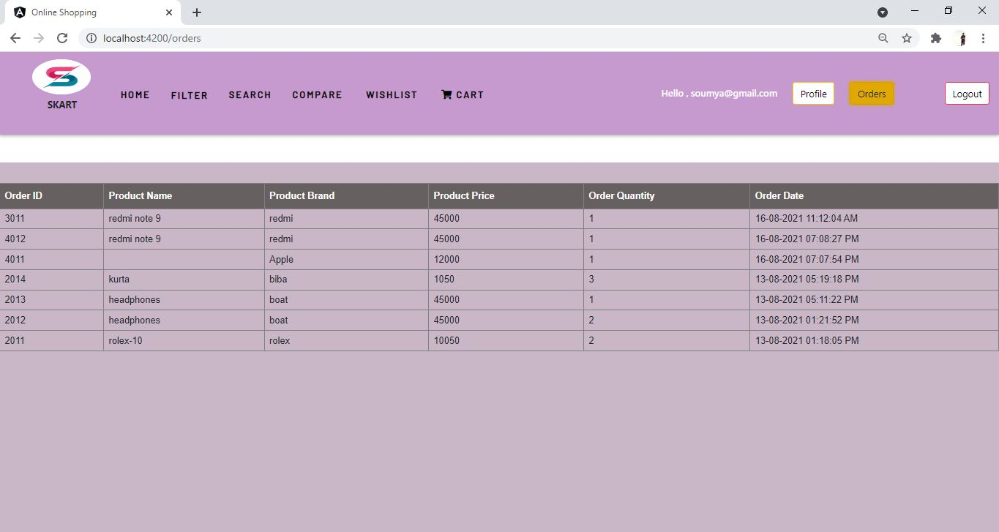 Online Shopping
localhost:4200/orders
SKART
HOME FILTER SEARCH COMPARE WISHLIST CART Hello , soumya@gmail.com Profile Orders Logout
Order ID Product Name Product Brand Product Price Order Quantity Order Date
3011 redmi note 9 redmi 45000 1 16-08-2021 11:12:04 AM
4012 redmi note 9 redmi 45000 1 16-08-2021 07:08:27 PM
4011 Apple 12000 1 16-08-2021 07:07:54 PM
2014 kurta biba 1050 3 13-08-2021 05:19:18 PM
2013 headphones boat 45000 1 13-08-2021 05:11:22 PM
2012 headphones boat 45000 2 13-08-2021 01:21:52 PM
2011 rolex-10 rolex 10050 2 13-08-2021 01:18:05 PM